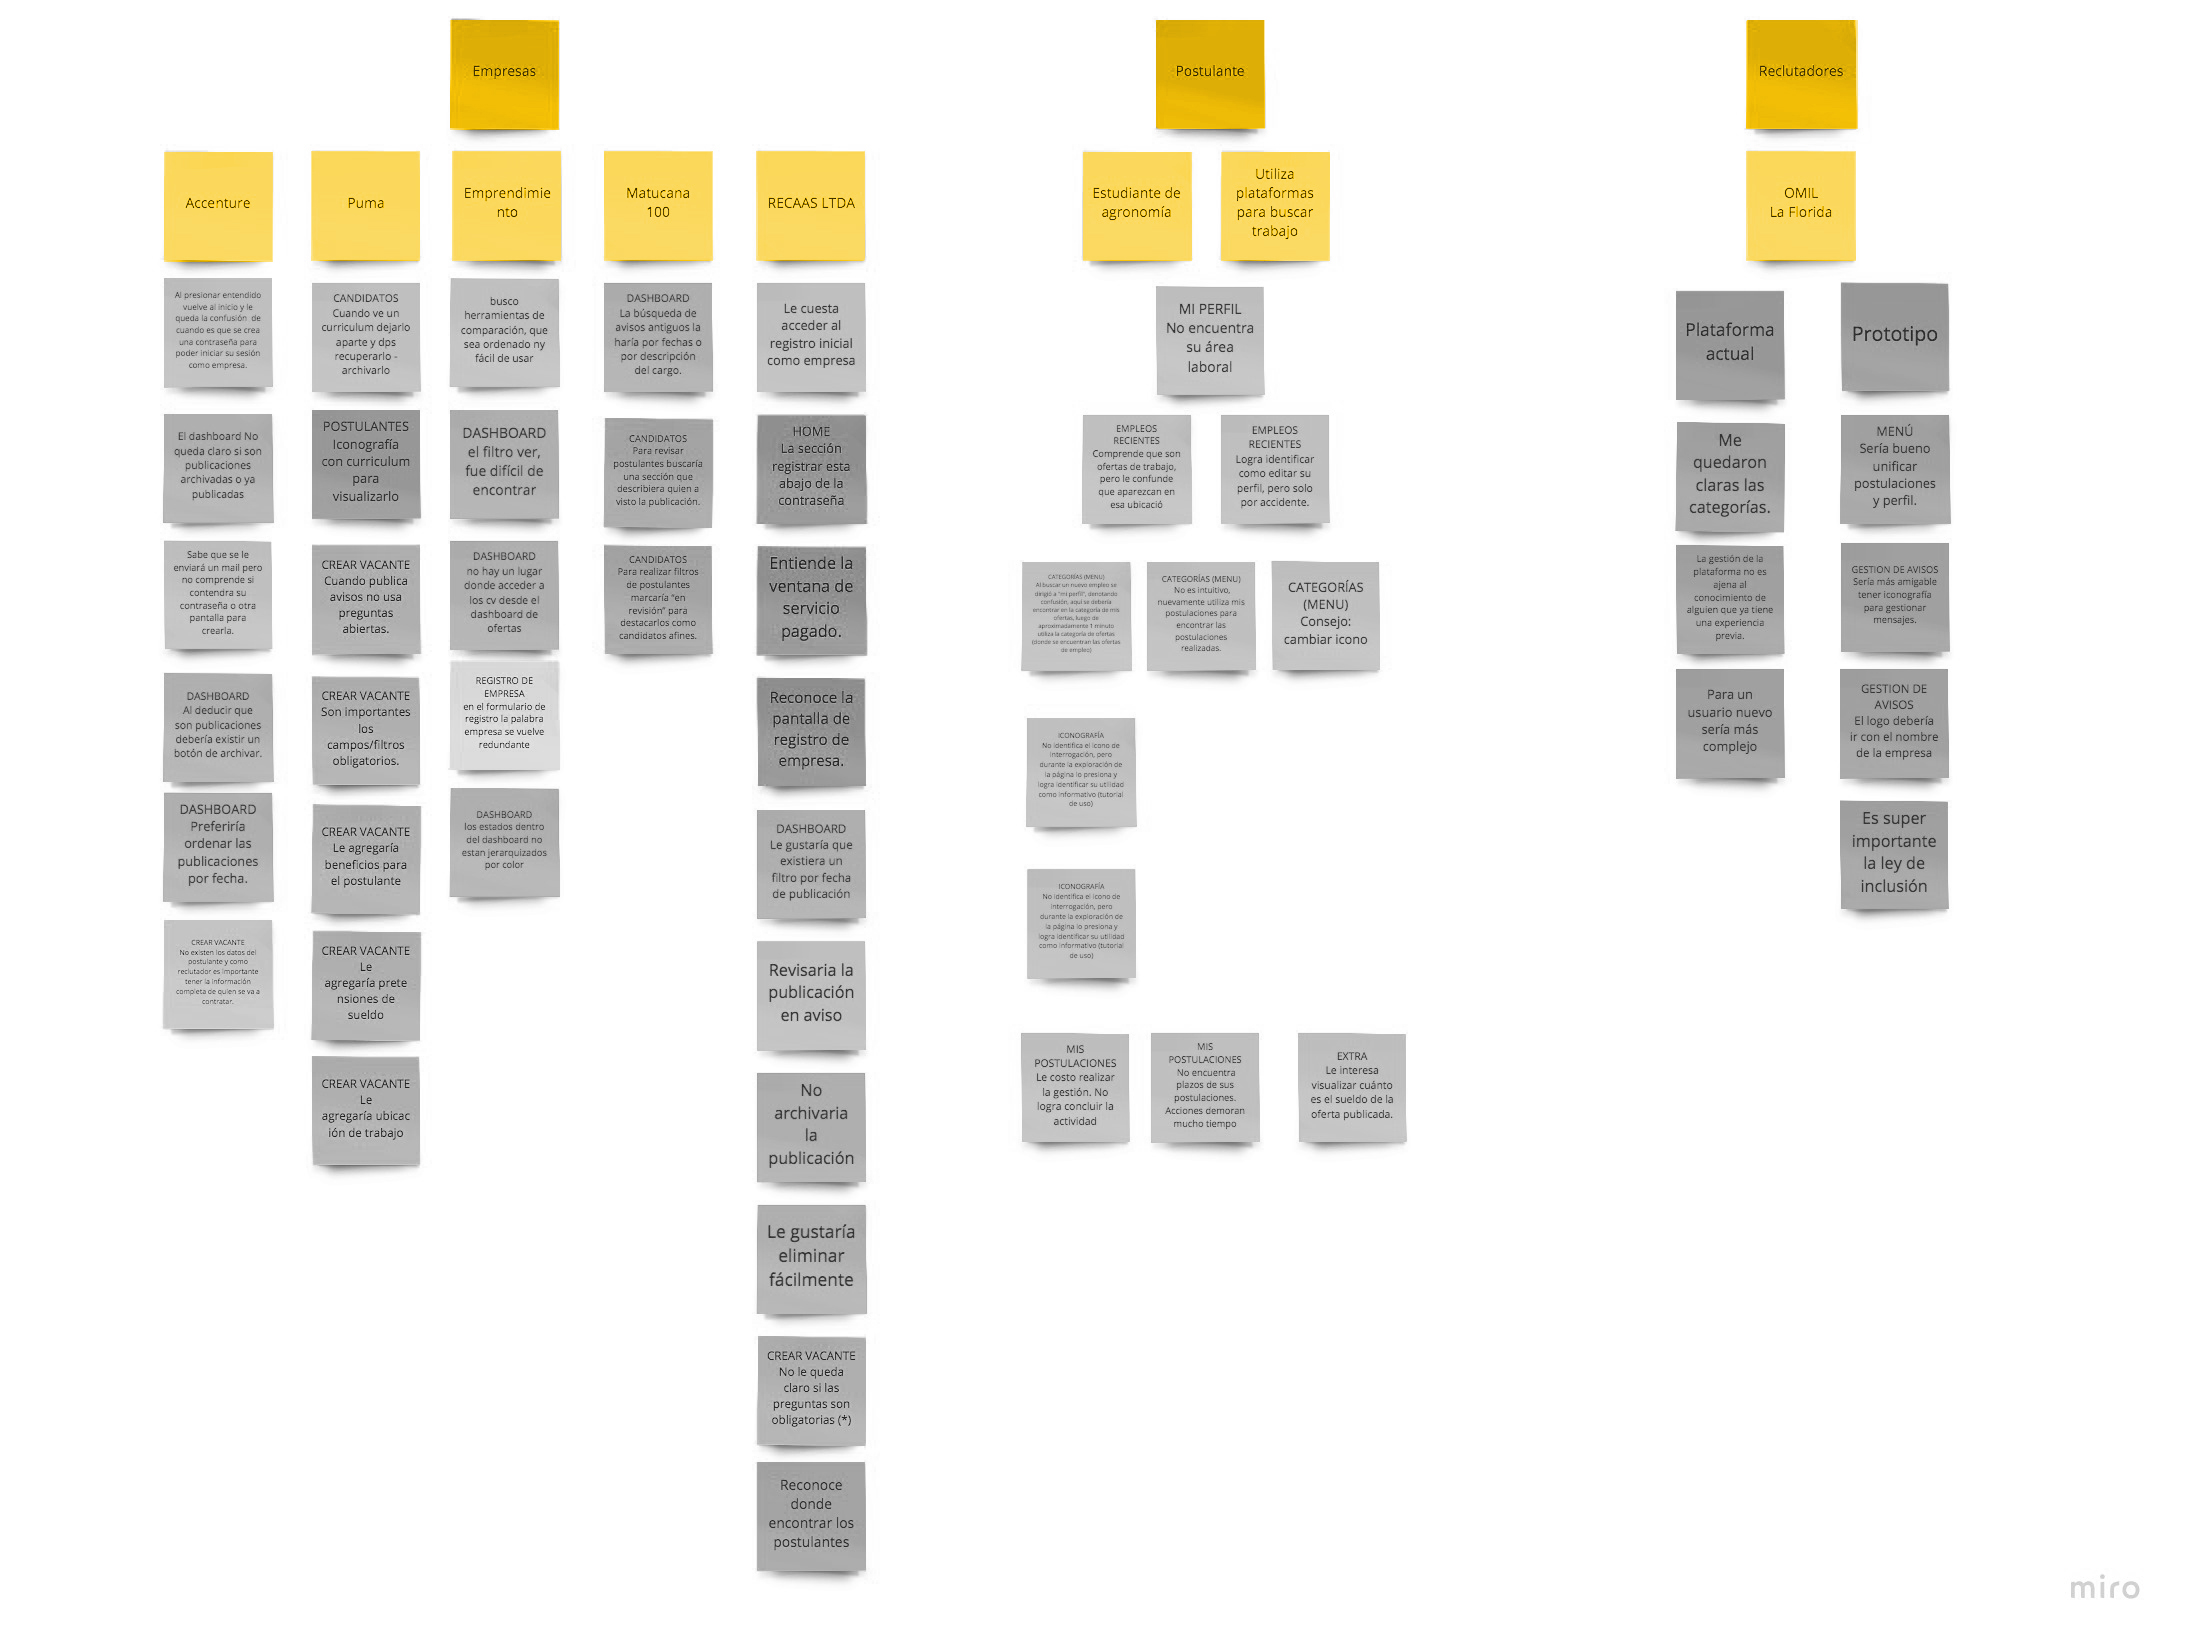 Empresas
Postulante
Reclutadores
Accenture
Puma
Emprendimie
nto
Matucana
100
RECAAS LTDA
Estudiante de
agronomía
Utiliza
plataformas
para buscar
trabajo
OMIL
La Florida
Al presionar entendido
vuelve al inicio y le
queda la confusión de
cuando es que se crea
una contraseña para
poder iniciar su sesión
como empresa.
El dashboard No
queda claro si son
publicaciones
archivadas o ya
publicadas
Sabe que se le
enviará un mail pero
no comprende si
contendra su
contraseña o otra
pantalla para
crearla.
DASHBOARD
Al deducir que
son publicaciones
debería existir un
botón de archivar.
DASHBOARD
Preferiría
ordenar las
publicaciones
por fecha.
CREAR VACANTE
No existen los datos del
postulante y como
reclutador es importante
tener la información
completa de quien se va a
contratar.
CANDIDATOS
Cuando ve un
curriculum dejarlo
aparte y dps
recuperarlo -
archivarlo
POSTULANTES
Iconografía
con curriculum
para
visualizarlo
CREAR VACANTE
Cuando publica
avisos no usa
preguntas
abiertas.
CREAR VACANTE
Son importantes
los
campos/filtros
obligatorios.
CREAR VACANTE
Le agregaría
beneficios para
el postulante
CREAR VACANTE
Le
agregaría prete
nsiones de
sueldo
CREAR VACANTE
Le
agregaría ubicac
ión de trabajo
busco
herramientas de
comparación, que
sea ordenado ny
fácil de usar
DASHBOARD
el filtro ver,
fue difícil de
encontrar
DASHBOARD
no hay un lugar
donde acceder a
los cv desde el
dashboard de
ofertas
REGISTRO DE
EMPRESA
en el formulario de
registro la palabra
empresa se vuelve
redundante
DASHBOARD
los estados dentro
del dashboard no
estan jerarquizados
por color
DASHBOARD
La búsqueda de
avisos antiguos la
haría por fechas o
por descripción
del cargo.
CANDIDATOS
Para revisar
postulantes buscaría
una sección que
describiera quien a
visto la publicación.
CANDIDATOS
Para realizar filtros
de postulantes
marcaría "en
revisión" para
destacarlos como
candidatos afines.
Le cuesta
acceder al
registro inicial
como empresa
HOME
La sección
registrar esta
abajo de la
contraseña
Entiende la
ventana de
servicio
pagado.
Reconoce la
pantalla de
registro de
empresa.
DASHBOARD
Le gustaría que
existiera un
filtro por fecha
de publicación
Revisaria la
publicación
en aviso
No
archivaria
la
publicación
Le gustaría
eliminar
fácilmente
CREAR VACANTE
No le queda
claro si las
preguntas son
obligatorias (*)
Reconoce
donde
encontrar los
postulantes
MI PERFIL
No encuentra
su área
laboral
EMPLEOS
RECIENTES
Comprende que son
ofertas de trabajo,
pero le confunde
que aparezcan en
esa ubicació
EMPLEOS
RECIENTES
Logra identificar
como editar su
perfil, pero solo
por accidente.
CATEGORÍAS (MENU)
Al buscar un nuevo empleo se
dirigió a "mi perfil", denotando
confusión, aquí se debería
encontrar en la categoría de mis
ofertas, luego de
aproximadamente 1 minuto
utiliza la categoría de ofertas
(donde se encuentran las ofertas
de empleo)
CATEGORÍAS (MENU)
No es intuitivo,
nuevamente utiliza mis
postulaciones para
encontrar las
postulaciones
realizadas.
CATEGORÍAS
(MENU)
Consejo:
cambiar icono
ICONOGRAFÍA
No identifica el icono de
interrogación, pero
durante la exploración de
la página lo presiona y
logra identificar su utilidad
como informativo (tutorial
de uso)
ICONOGRAFÍA
No identifica el icono de
interrogación, pero
durante la exploración de
la página lo presiona y
logra identificar su utilidad
como informativo (tutorial
de uso)
MIS
POSTULACIONES
Le costo realizar
la gestión. No
logra concluir la
actividad
MIS
POSTULACIONES
No encuentra
plazos de sus
postulaciones.
Acciones demoran
mucho tiempo
EXTRA
Le interesa
visualizar cuánto
es el sueldo de la
oferta publicada.
Plataforma
actual
Me
quedaron
claras las
categorías.
La gestión de la
plataforma no es
ajena al
conocimiento de
alguien que ya tiene
una experiencia
previa.
Para un
usuario nuevo
sería más
complejo
Prototipo
MENÚ
Sería bueno
unificar
postulaciones
y perfil.
GESTION DE AVISOS
Sería más amigable
tener iconografía
para gestionar
mensajes.
GESTION DE
AVISOS
El logo debería
ir con el nombre
de la empresa
Es super
importante
la ley de
inclusión
miro